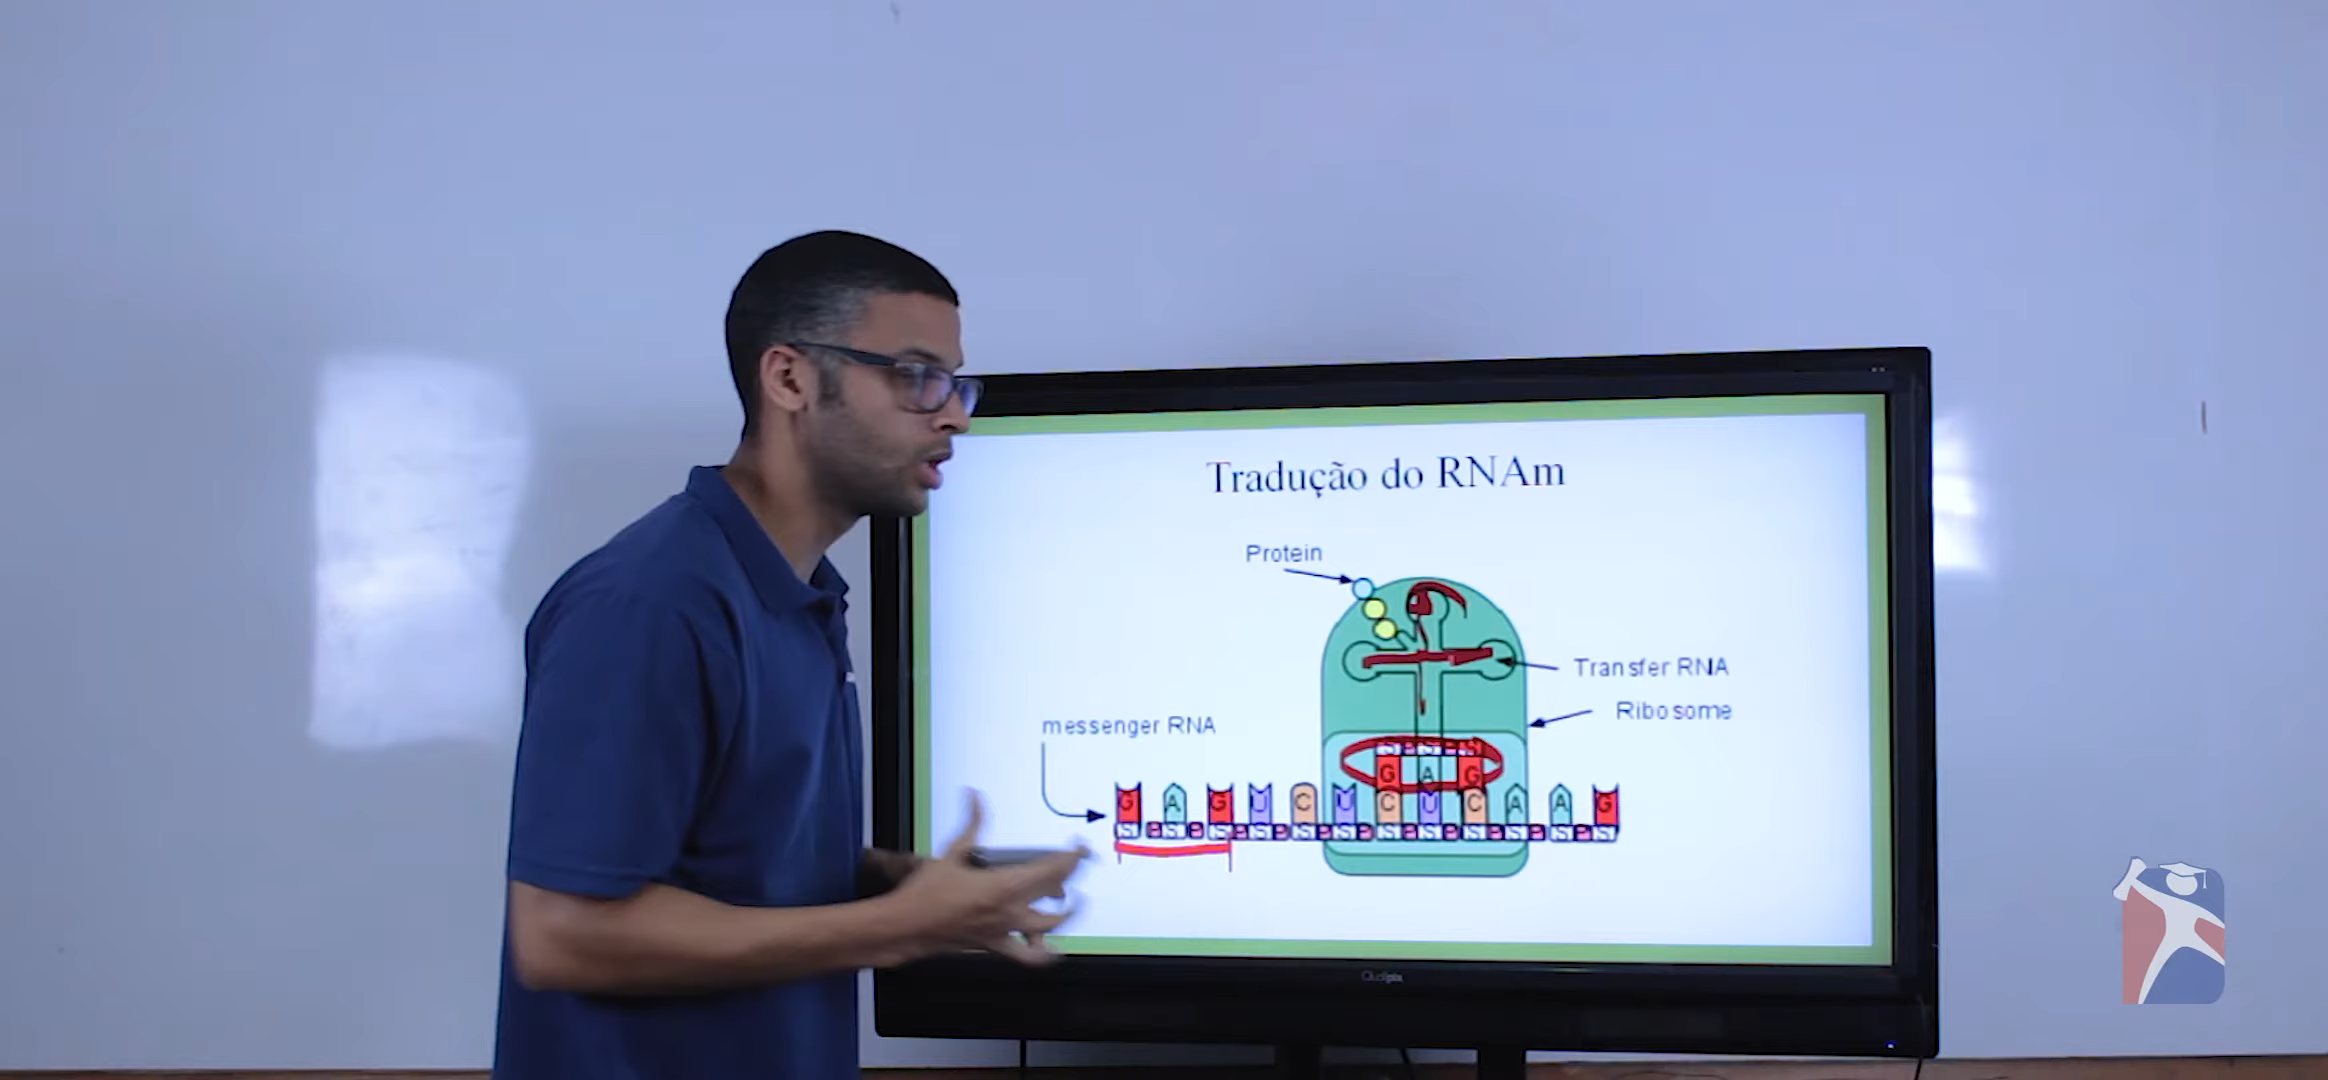 Tradução do RNAm
Protein
Transfer RNA
Ribosome
messenger RNA
S P S P S
G A G
G A G U C U C U C A A G
S P S P S P S P S P S P S P S P S P S P S P S